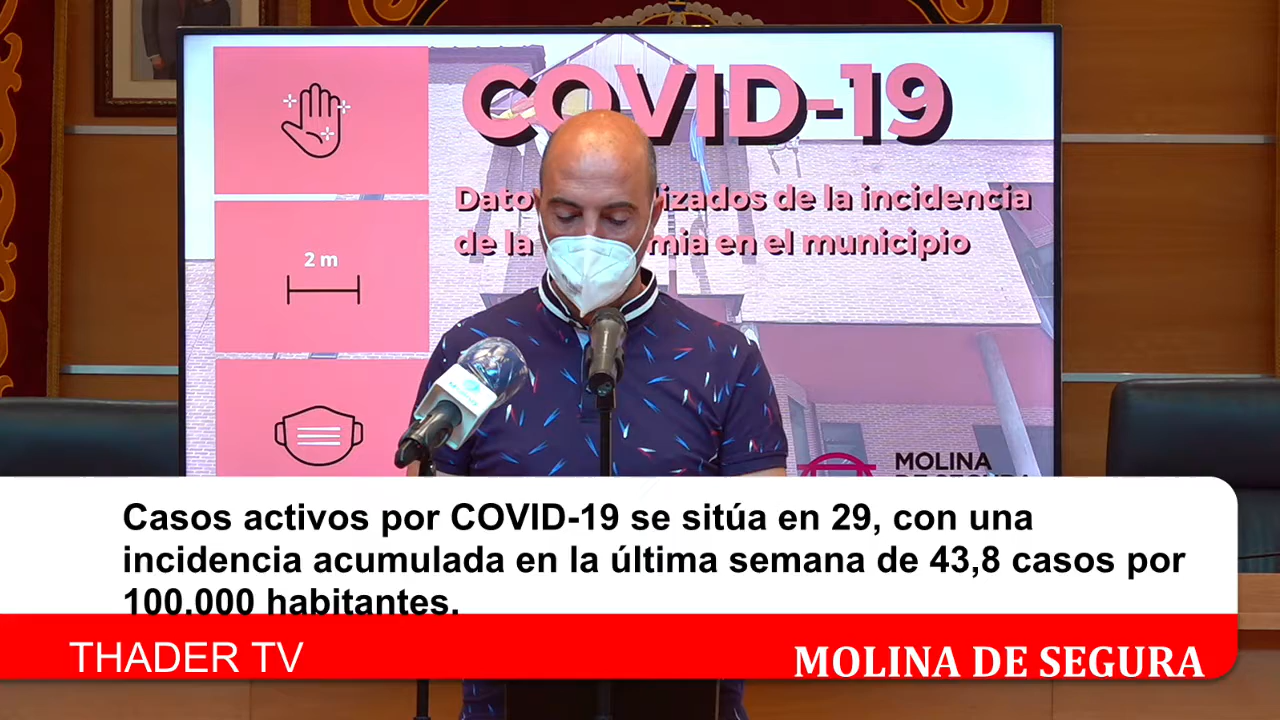 COVID-19
Dato izados de la incidencia
de la mia en el municipio
2 m
MOLINA
DE SEGURA
Casos activos por COVID-19 se sitúa en 29, con una
incidencia acumulada en la última semana de 43,8 casos por
100.000 habitantes.
THADER TV
MOLINA DE SEGURA